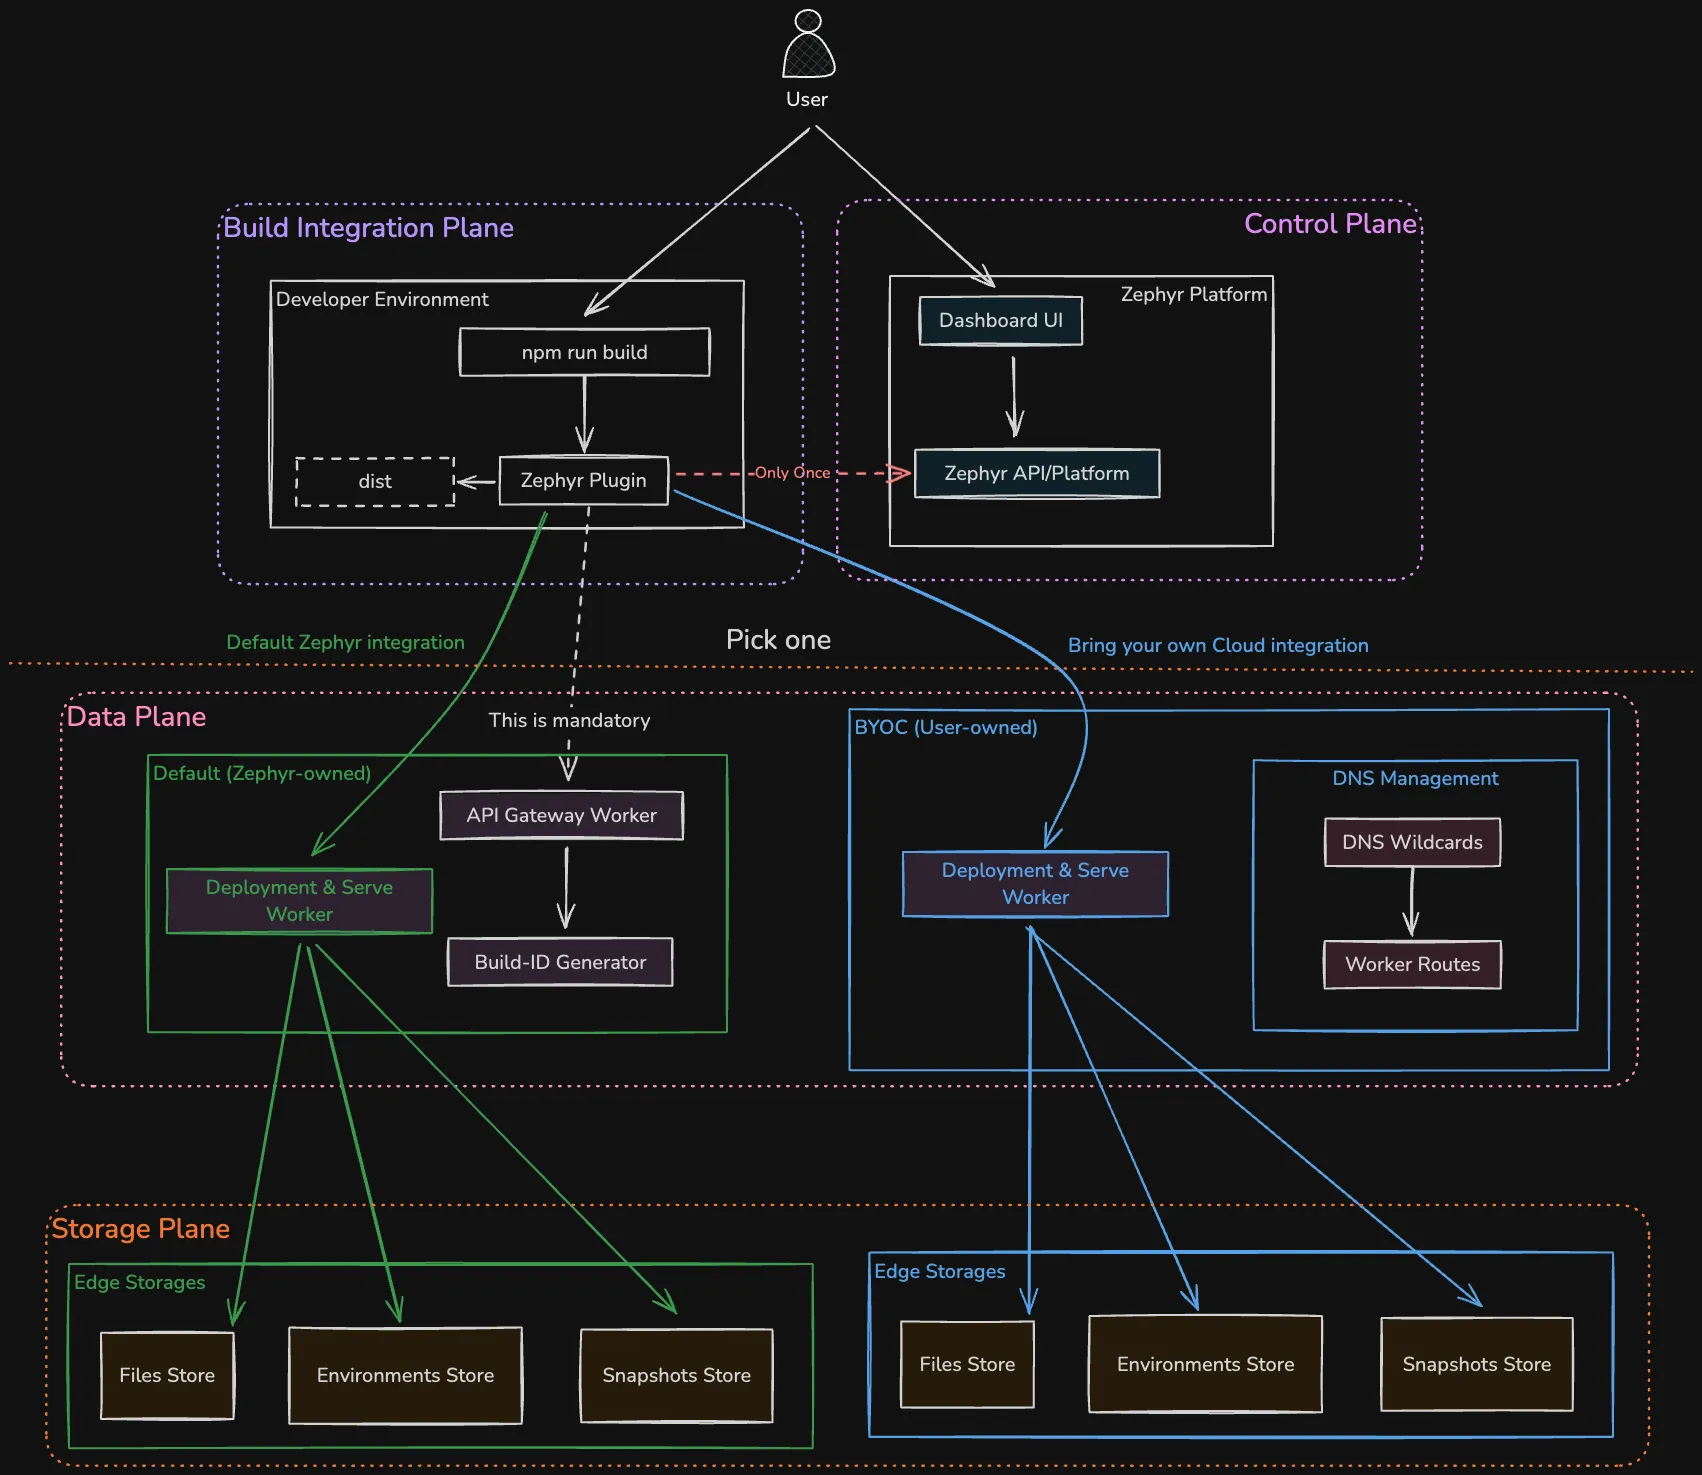 User
Build Integration Plane
Control Plane
Developer Environment
Zephyr Platform
Dashboard UI
npm run build
dist
Zephyr Plugin
Only Once
Zephyr API/Platform
Default Zephyr integration
Pick one
Bring your own Cloud integration
Data Plane
This is mandatory
BYOC (User-owned)
Default (Zephyr-owned)
DNS Management
API Gateway Worker
DNS Wildcards
Deployment & Serve
Worker
Deployment & Serve
Worker
Build-ID Generator
Worker Routes
Storage Plane
Edge Storages
Edge Storages
Files Store
Environments Store
Snapshots Store
Files Store
Environments Store
Snapshots Store